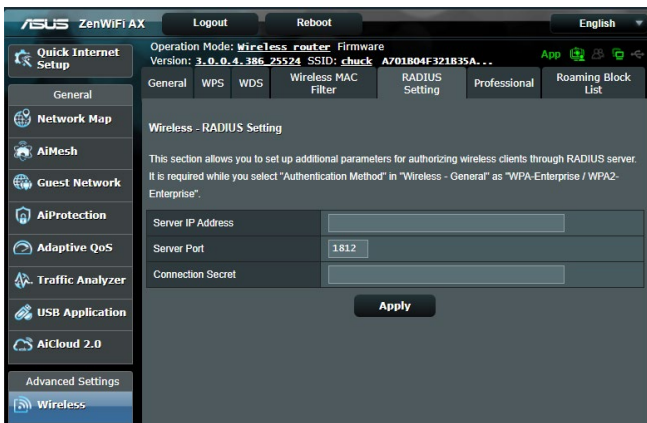 ASUS ZenWiFi AX Logout Reboot English
Quick Internet Setup
Operation Mode: Wireless router Firmware
Version: 3.0.0.4.386_25524 SSID: chuck A701B04F321B35A...
App
General WPS WDS Wireless MAC Filter RADIUS Setting Professional Roaming Block List
General
Network Map
AiMesh
Guest Network
AiProtection
Adaptive QoS
Traffic Analyzer
USB Application
AiCloud 2.0
Advanced Settings
Wireless
Wireless - RADIUS Setting
This section allows you to set up additional parameters for authorizing wireless clients through RADIUS server.
It is required while you select "Authentication Method" in "Wireless - General" as "WPA-Enterprise / WPA2-
Enterprise".
Server IP Address
Server Port 1812
Connection Secret
Apply